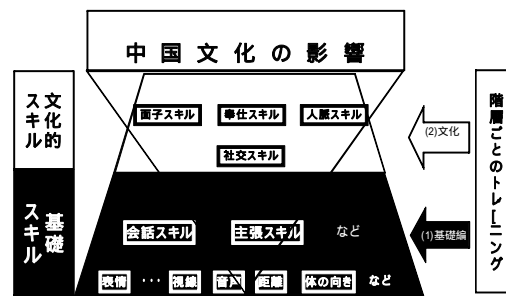 中国文化の影響
文化的スキル
面子スキル
奉仕スキル
人脈スキル
社交スキル
(2)文化
階層ごとのトレーニング
基礎スキル
会話スキル
主張スキル
など
(1)基礎編
表情
・・・
視線
音声
距離
体の向き
など